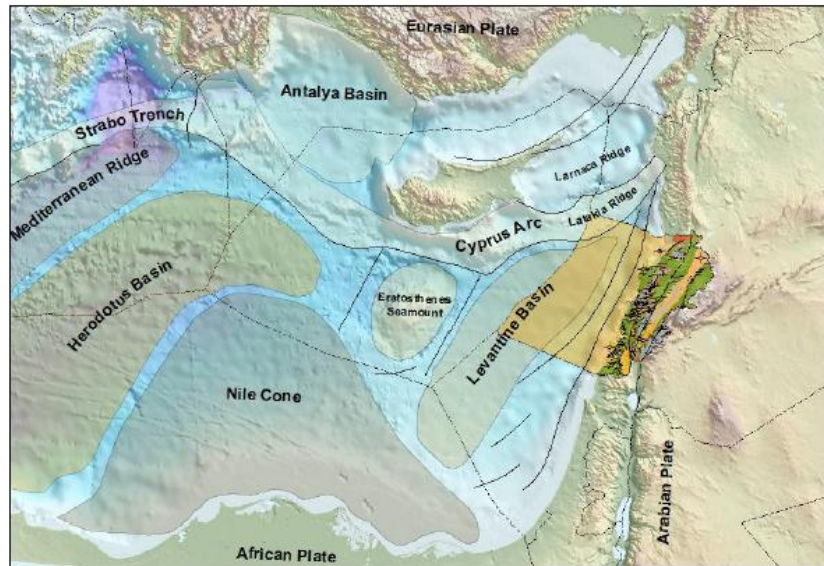 Eurasian Plate
Antalya Basin
Strabo Trench
Mediterranean Ridge
Larnaca Ridge
Latakia Ridge
Cyprus Arc
Herodotus Basin
Eratosthenes
Seamount
Levantine Basin
Nile Cone
Arabian Plate
African Plate